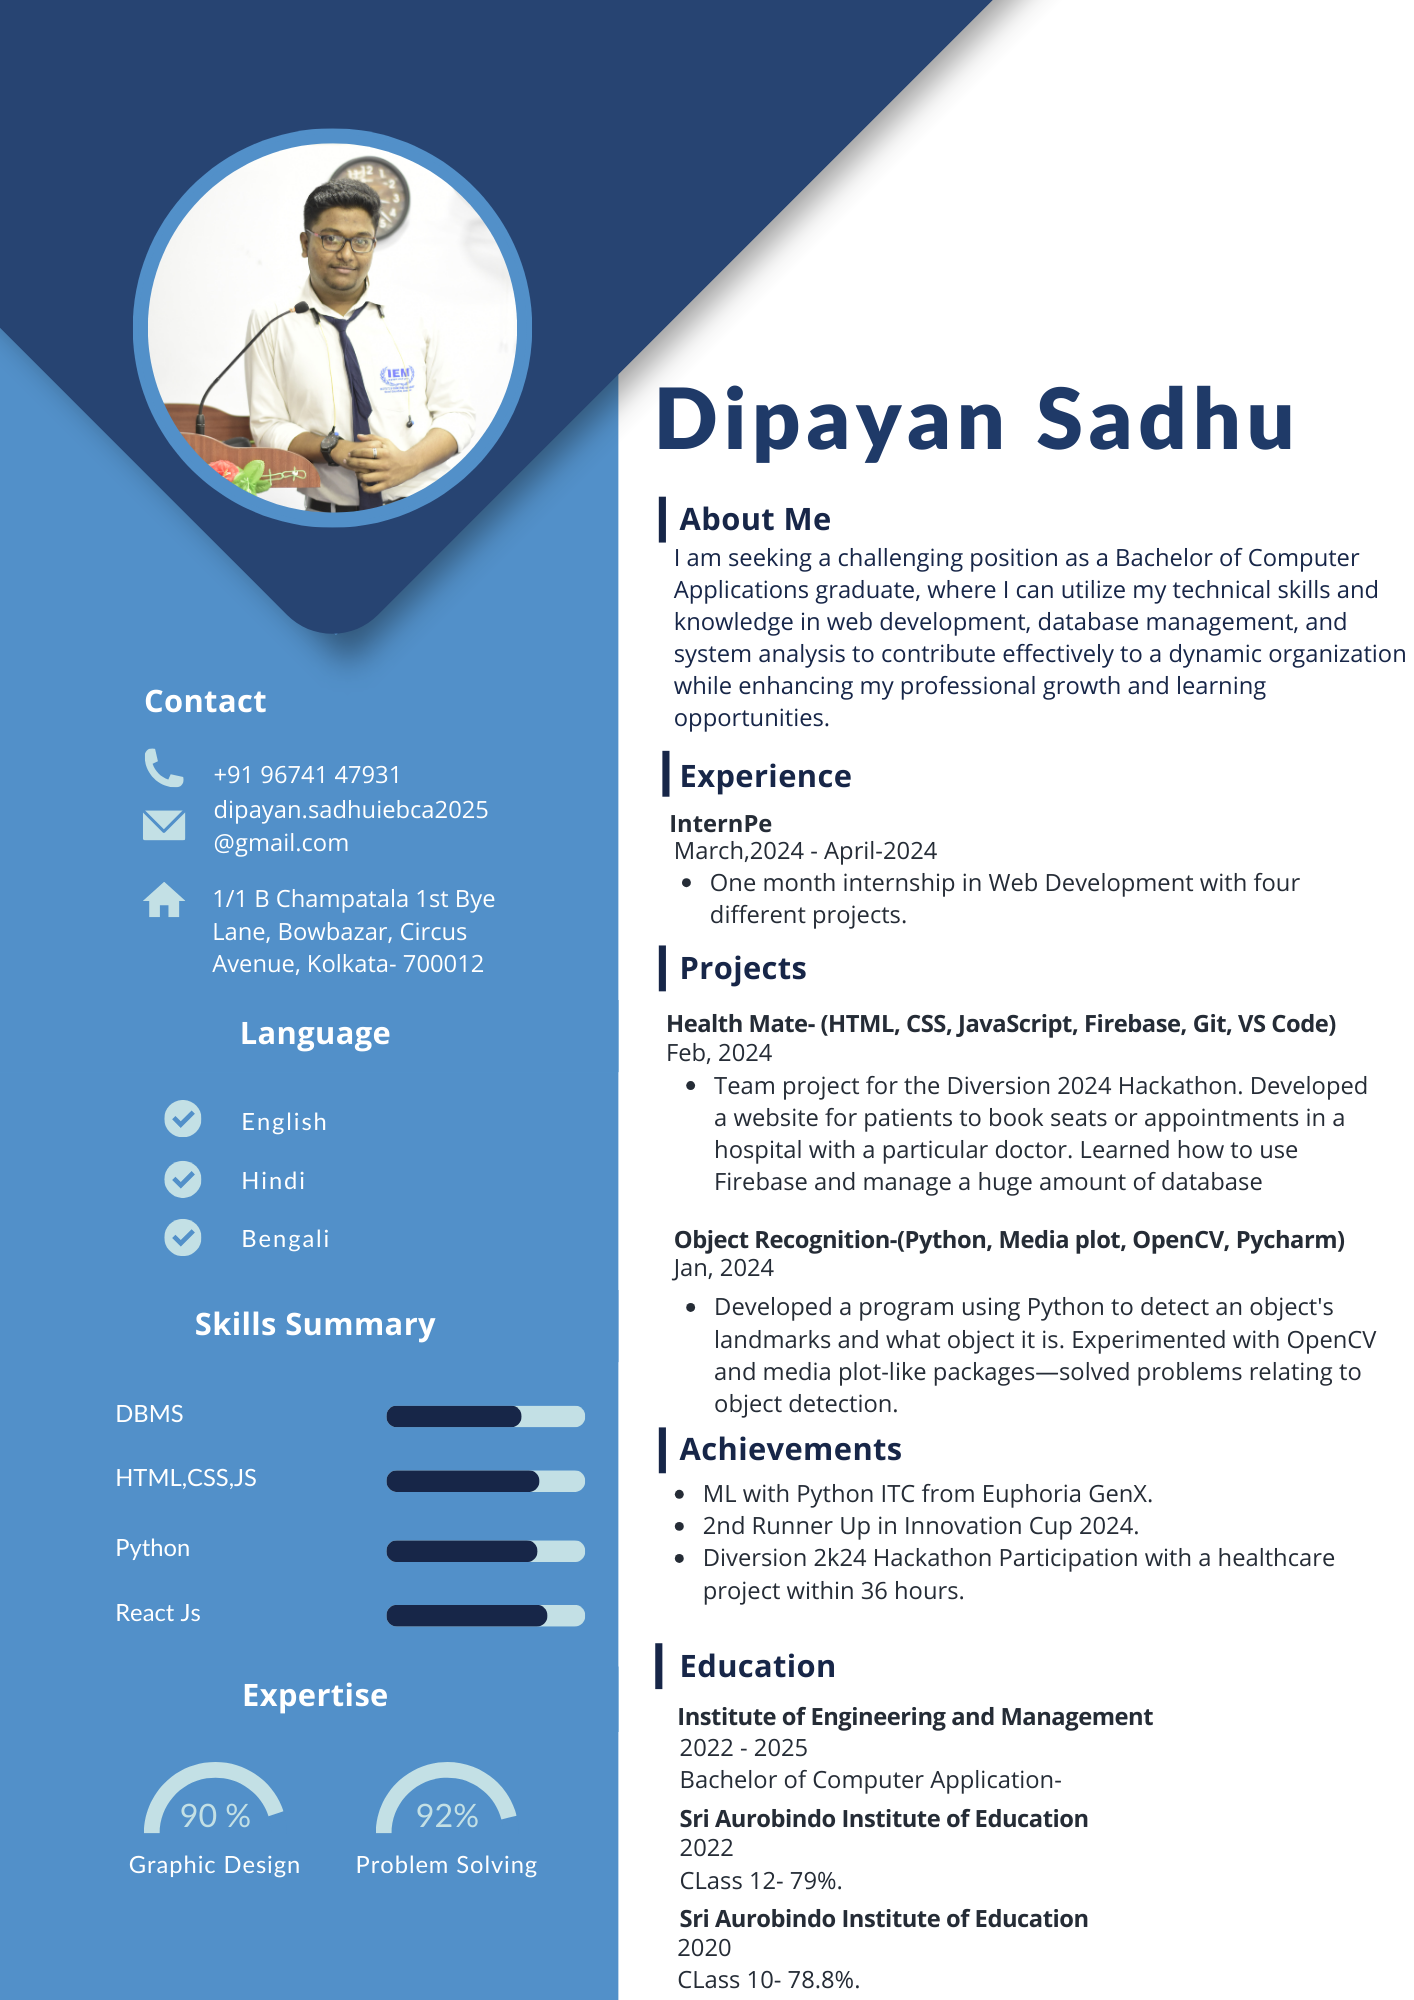 IEM
Dipayan Sadhu
About Me
I am seeking a challenging position as a Bachelor of Computer
Applications graduate, where I can utilize my technical skills and
knowledge in web development, database management, and
system analysis to contribute effectively to a dynamic organization
while enhancing my professional growth and learning
opportunities.
Contact
+91 96741 47931
dipayan.sadhuiebca2025
@gmail.com
1/1 B Champatala 1st Bye
Lane, Bowbazar, Circus
Avenue, Kolkata- 700012
Language
English
Hindi
Bengali
Skills Summary
DBMS
HTML,CSS,JS
Python
React Js
Expertise
90 %
92%
Graphic Design
Problem Solving
Experience
InternPe
March,2024 - April-2024
• One month internship in Web Development with four
different projects.
Projects
Health Mate- (HTML, CSS, JavaScript, Firebase, Git, VS Code)
Feb, 2024
• Team project for the Diversion 2024 Hackathon. Developed
a website for patients to book seats or appointments in a
hospital with a particular doctor. Learned how to use
Firebase and manage a huge amount of database
Object Recognition-(Python, Media plot, OpenCV, Pycharm)
Jan, 2024
• Developed a program using Python to detect an object's
landmarks and what object it is. Experimented with OpenCV
and media plot-like packages—solved problems relating to
object detection.
Achievements
• ML with Python ITC from Euphoria GenX.
• 2nd Runner Up in Innovation Cup 2024.
• Diversion 2k24 Hackathon Participation with a healthcare
project within 36 hours.
Education
Institute of Engineering and Management
2022 - 2025
Bachelor of Computer Application-
Sri Aurobindo Institute of Education
2022
CLass 12- 79%.
Sri Aurobindo Institute of Education
2020
CLass 10- 78.8%.